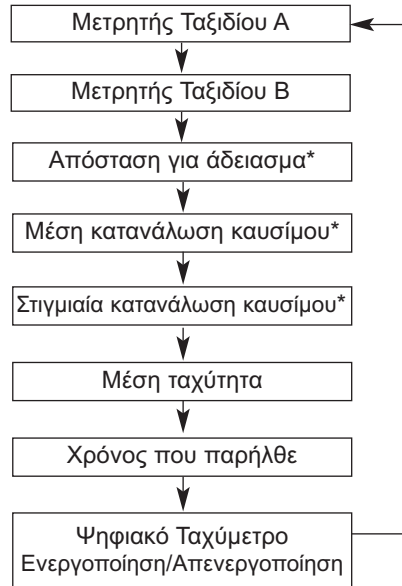 Μετρητής Ταξιδίου Α
Μετρητής Ταξιδίου Β
Απόσταση για άδειασμα*
Μέση κατανάλωση καυσίμου*
Στιγμιαία κατανάλωση καυσίμου*
Μέση ταχύτητα
Χρόνος που παρήλθε
Ψηφιακό Ταχύμετρο
Ενεργοποίηση/Απενεργοποίηση